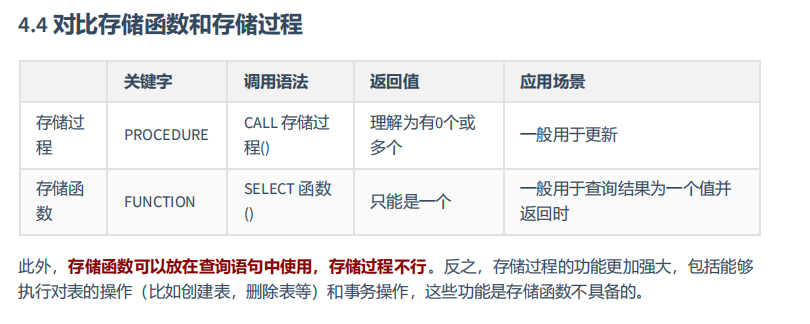 4.4 对比存储函数和存储过程
关键字 调用语法 返回值 应用场景
存储过
程
PROCEDURE
CALL 存储过
程()
理解为有0个或
多个
一般用于更新
存储函
数
FUNCTION
SELECT 函数
()
只能是一个
一般用于查询结果为一个值并
返回时
此外，存储函数可以放在查询语句中使用，存储过程不行。反之，存储过程的功能更加强大，包括能够
执行对表的操作（比如创建表，删除表等）和事务操作，这些功能是存储函数不具备的。